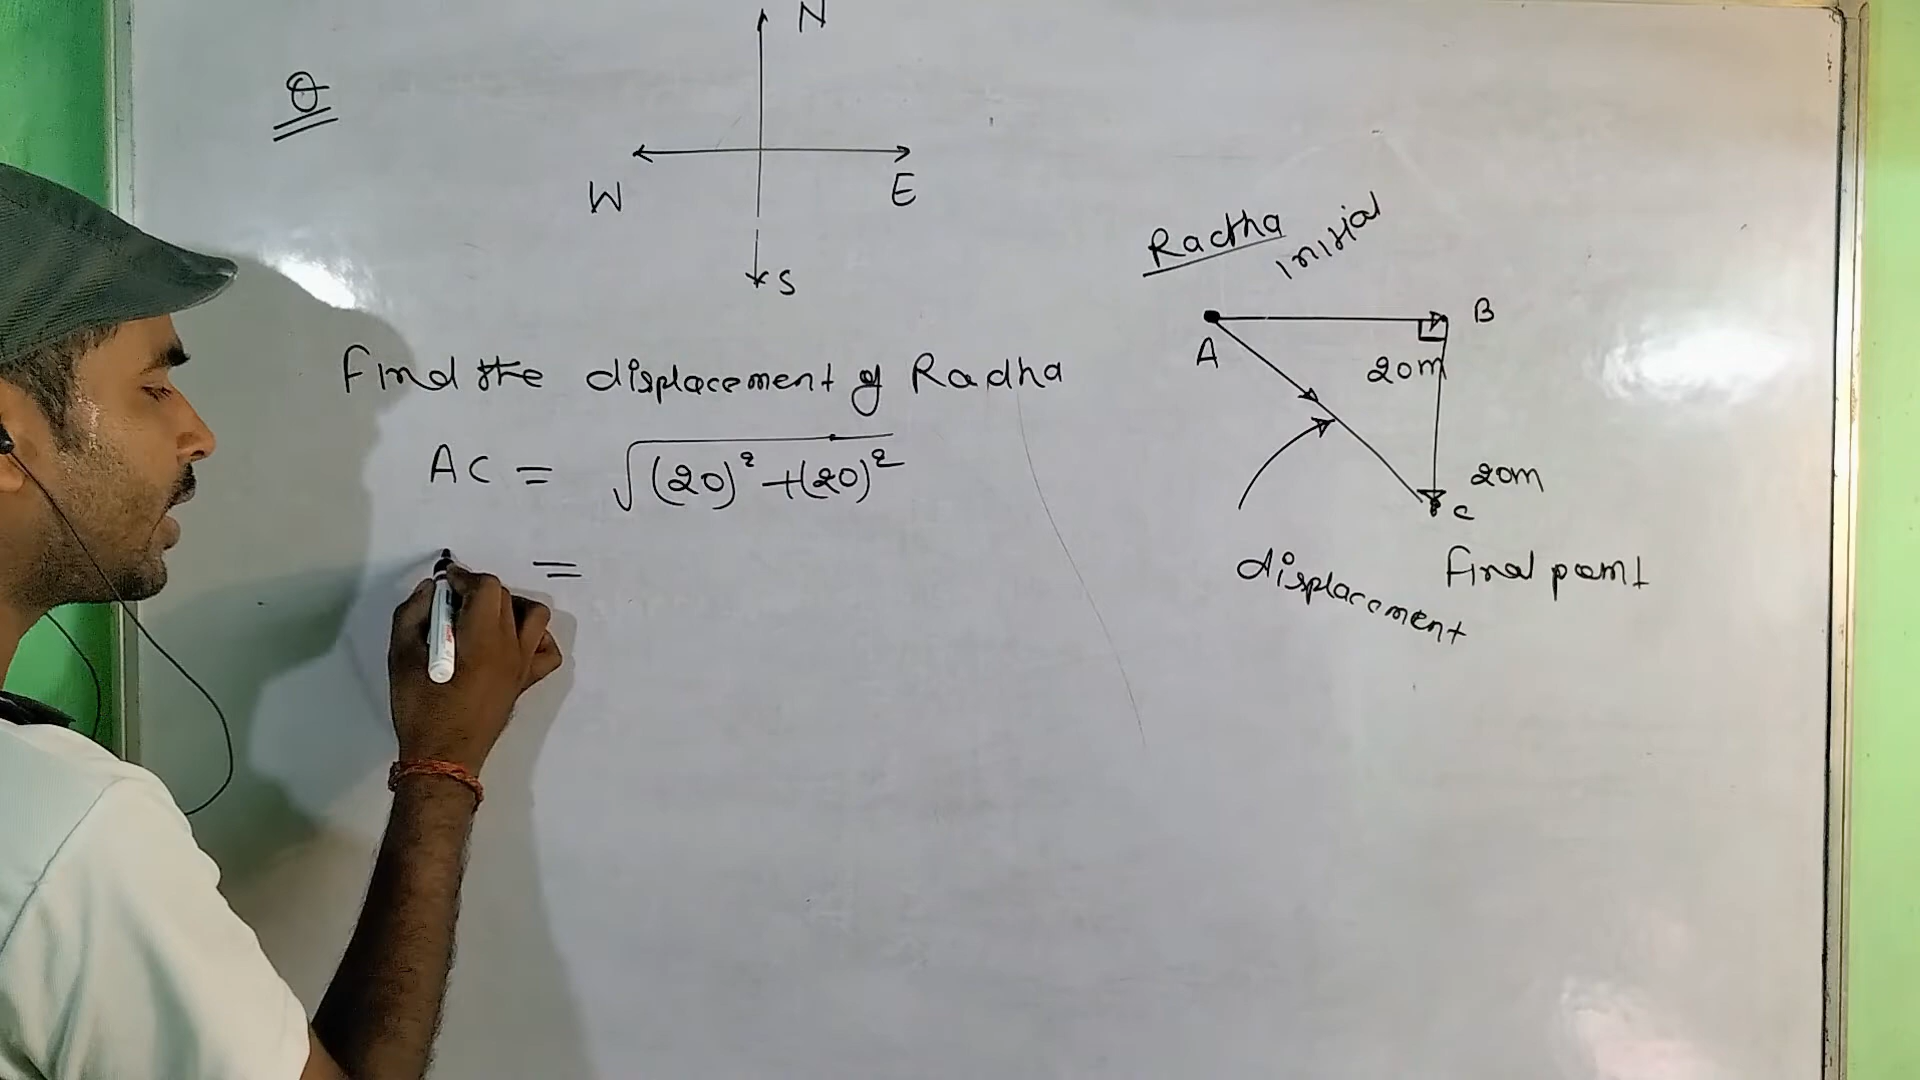 Q
N
W E
S
Find the displacement of Radha
AC = √(20)² + (20)²
=
Radha
Initial
A B
20m
20m
C
displacement
Final point